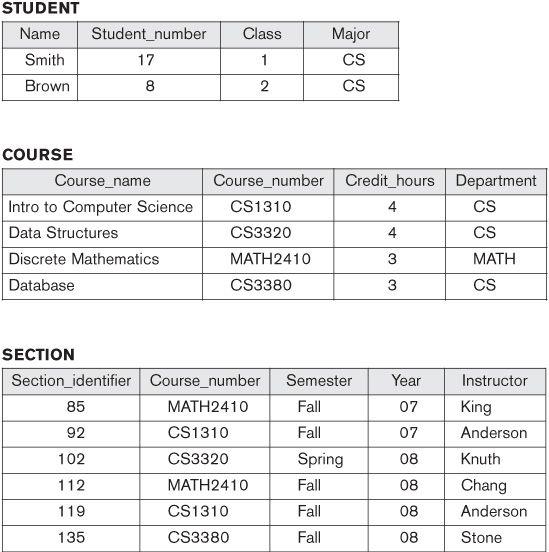 STUDENT
Name Student_number Class Major
Smith 17 1 CS
Brown 8 2 CS
COURSE
Course_name Course_number Credit_hours Department
Intro to Computer Science CS1310 4 CS
Data Structures CS3320 4 CS
Discrete Mathematics MATH2410 3 MATH
Database CS3380 3 CS
SECTION
Section_identifier Course_number Semester Year Instructor
85 MATH2410 Fall 07 King
92 CS1310 Fall 07 Anderson
102 CS3320 Spring 08 Knuth
112 MATH2410 Fall 08 Chang
119 CS1310 Fall 08 Anderson
135 CS3380 Fall 08 Stone